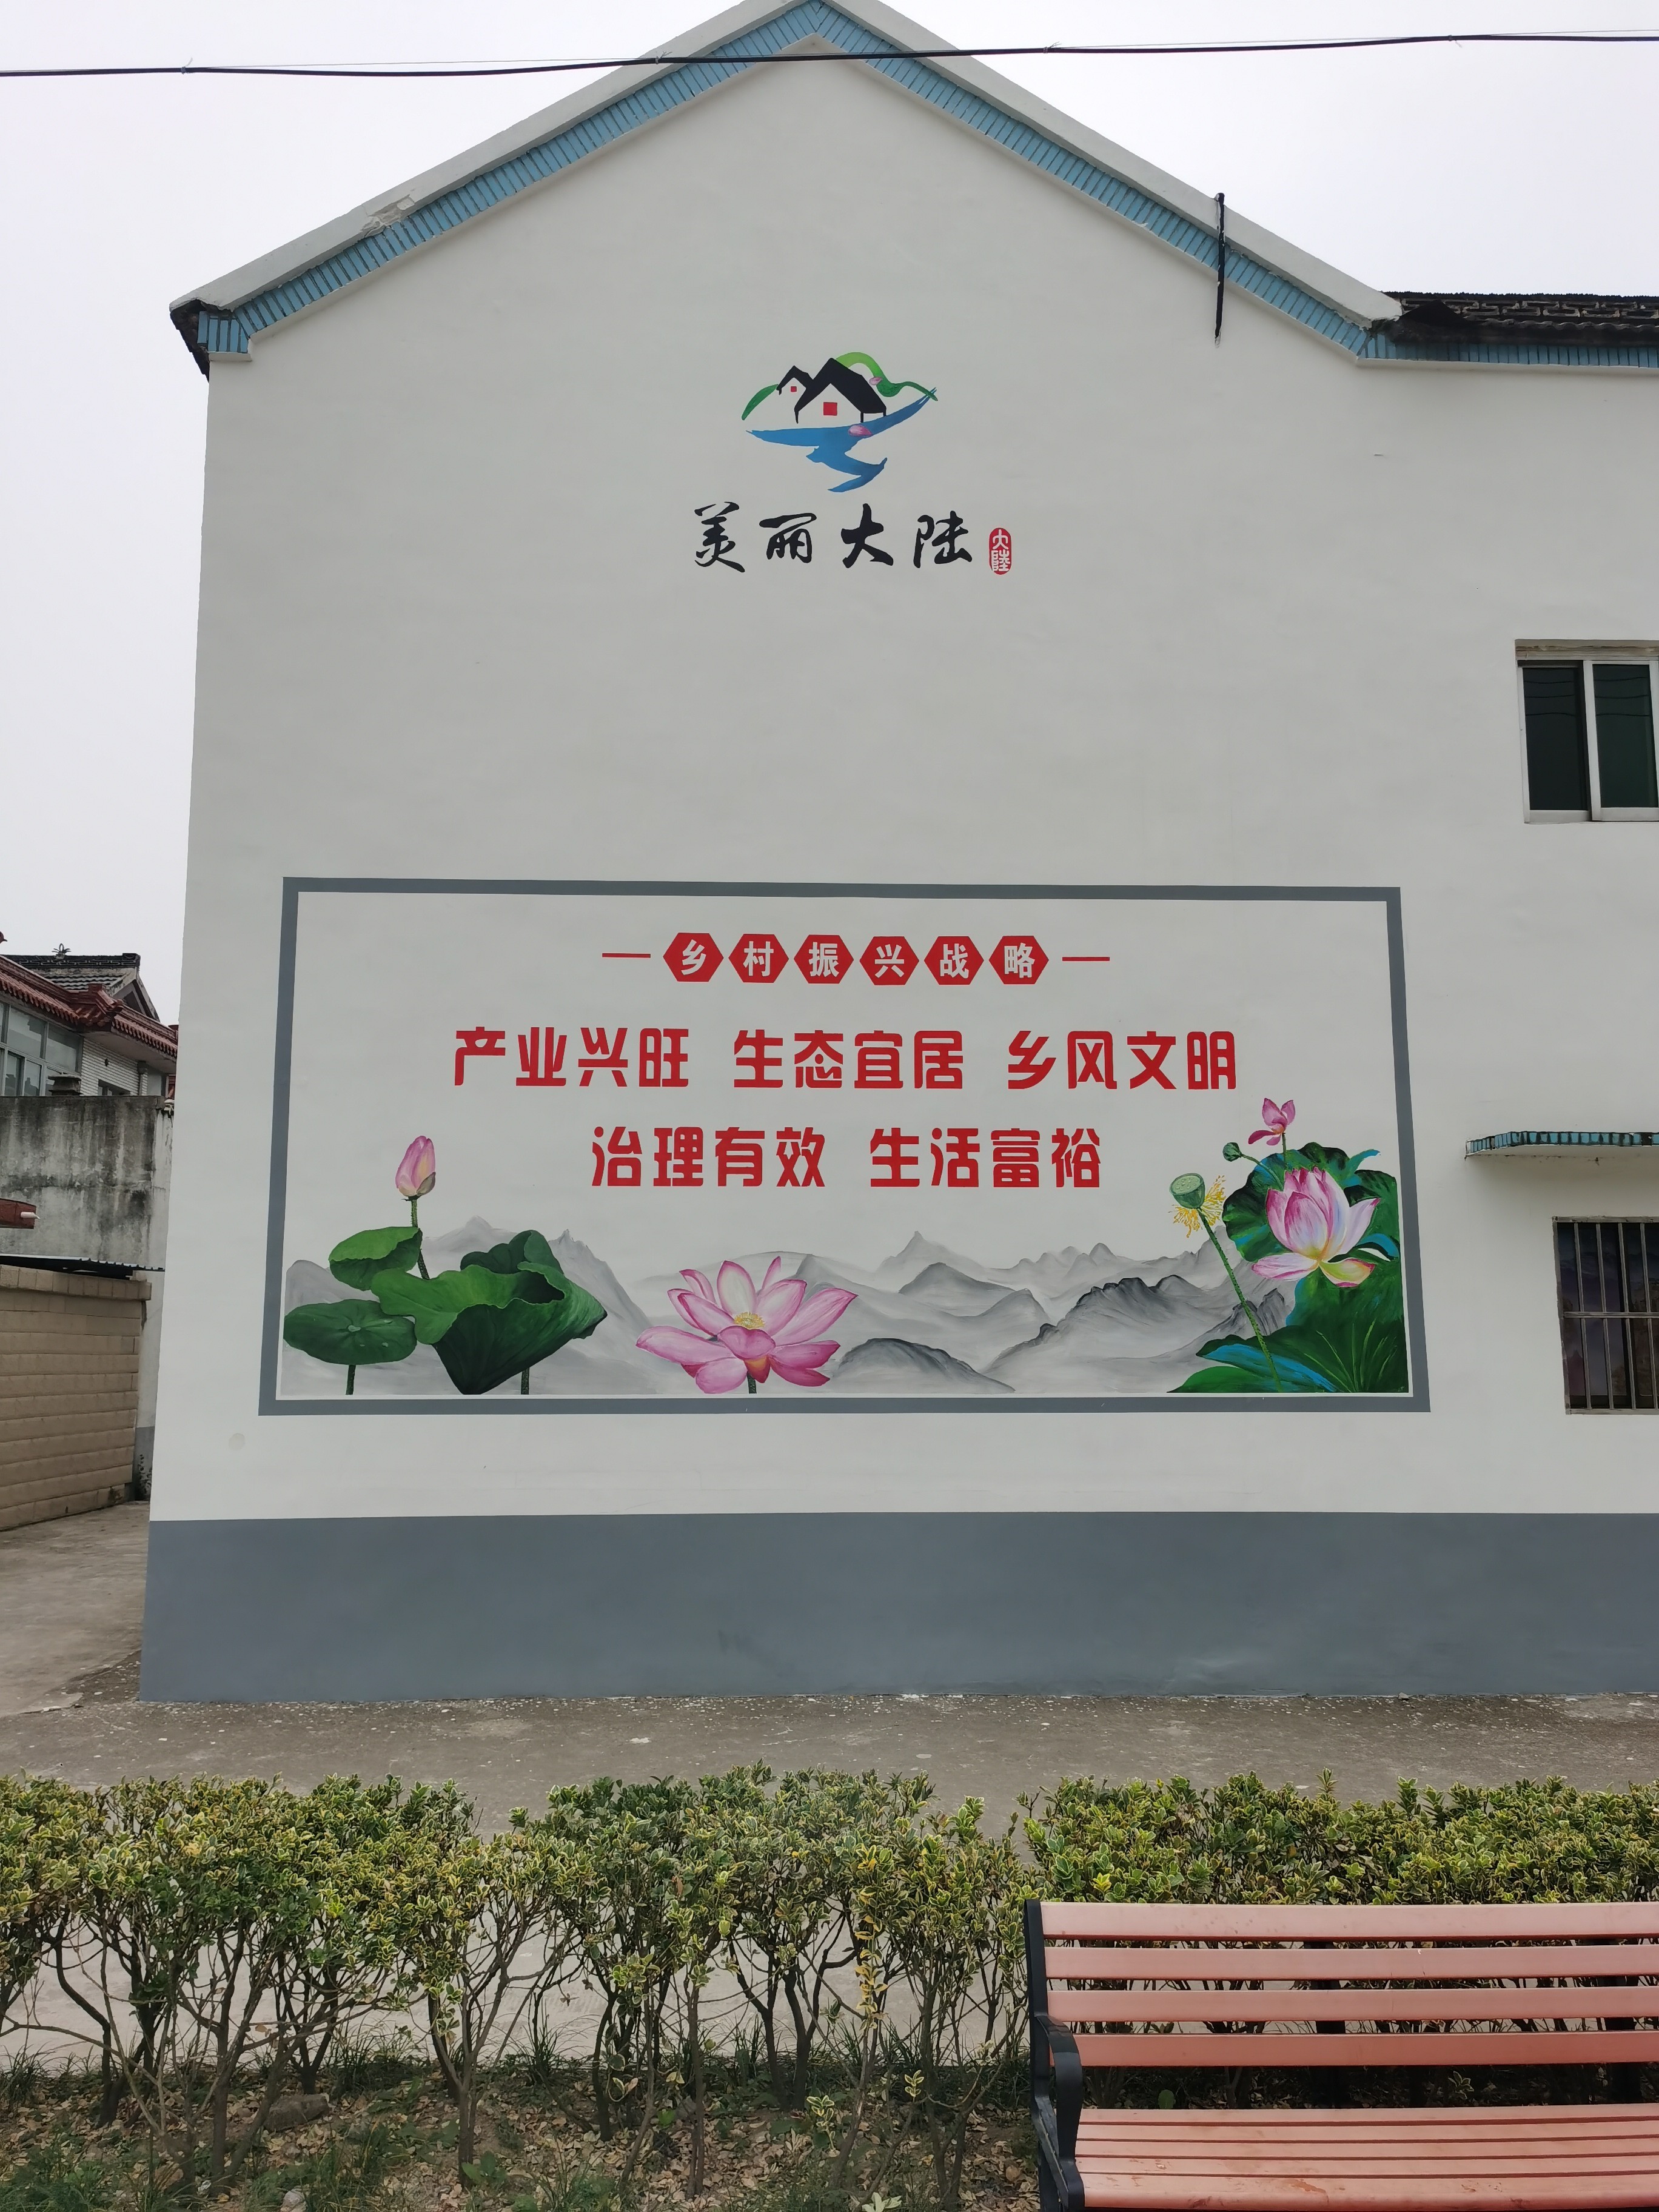 美丽大陆
大陸
乡村振兴战略
产业兴旺 生态宜居 乡风文明
治理有效 生活富裕